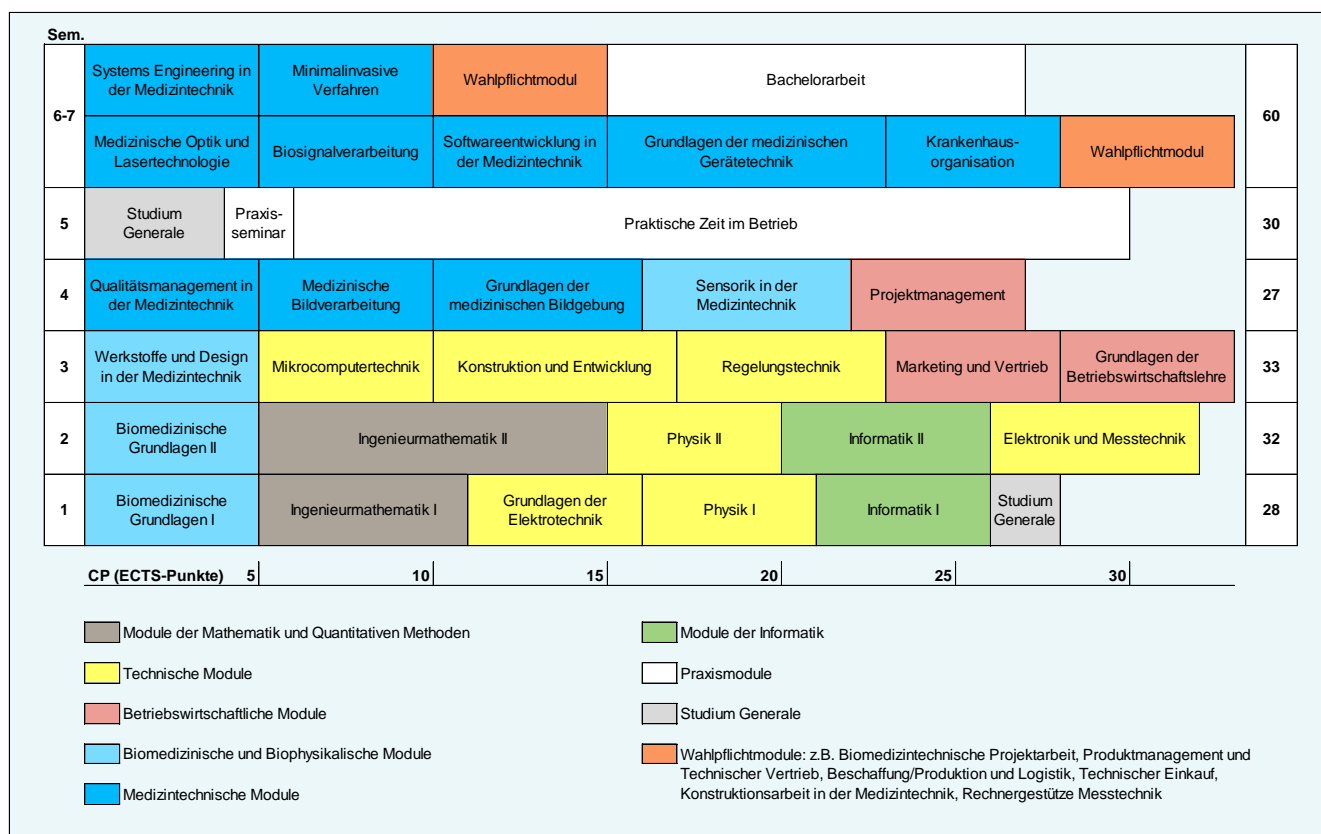 Sem.
Systems Engineering in
der Medizintechnik
Minimalinvasive
Verfahren
Wahlpflichtmodul
Bachelorarbeit
6-7
60
Medizinische Optik und
Lasertechnologie
Biosignalverarbeitung
Softwareentwicklung in
der Medizintechnik
Grundlagen der medizinischen
Gerätetechnik
Krankenhaus-
organisation
Wahlpflichtmodul
5
Studium
Generale
Praxis-
seminar
Praktische Zeit im Betrieb
30
4
Qualitätsmanagement in
der Medizintechnik
Medizinische
Bildverarbeitung
Grundlagen der
medizinischen Bildgebung
Sensorik in der
Medizintechnik
Projektmanagement
27
3
Werkstoffe und Design
in der Medizintechnik
Mikrocomputertechnik
Konstruktion und Entwicklung
Regelungstechnik
Marketing und Vertrieb
Grundlagen der
Betriebswirtschaftslehre
33
2
Biomedizinische
Grundlagen II
Ingenieurmathematik II
Physik II
Informatik II
Elektronik und Messtechnik
32
1
Biomedizinische
Grundlagen I
Ingenieurmathematik I
Grundlagen der
Elektrotechnik
Physik I
Informatik I
Studium
Generale
28
CP (ECTS-Punkte) 5 10 15 20 25 30
Module der Mathematik und Quantitativen Methoden
Technische Module
Betriebswirtschaftliche Module
Biomedizinische und Biophysikalische Module
Medizintechnische Module
Module der Informatik
Praxismodule
Studium Generale
Wahlpflichtmodule: z.B. Biomedizintechnische Projektarbeit, Produktmanagement und
Technischer Vertrieb, Beschaffung/Produktion und Logistik, Technischer Einkauf,
Konstruktionsarbeit in der Medizintechnik, Rechnergestütze Messtechnik